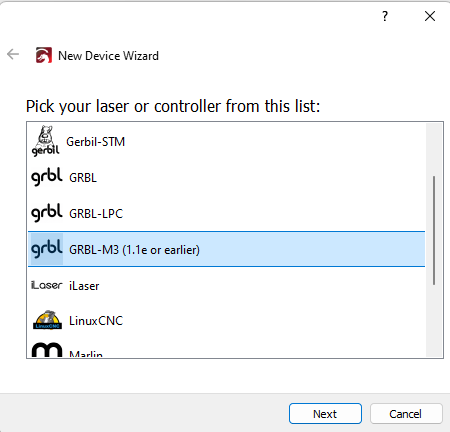 ?
New Device Wizard
Pick your laser or controller from this list:
gerbil Gerbil-STM
grbl GRBL
grbl GRBL-LPC
grbl GRBL-M3 (1.1e or earlier)
iLaser iLaser
LinuxCNC LinuxCNC
m Marlin
Next Cancel